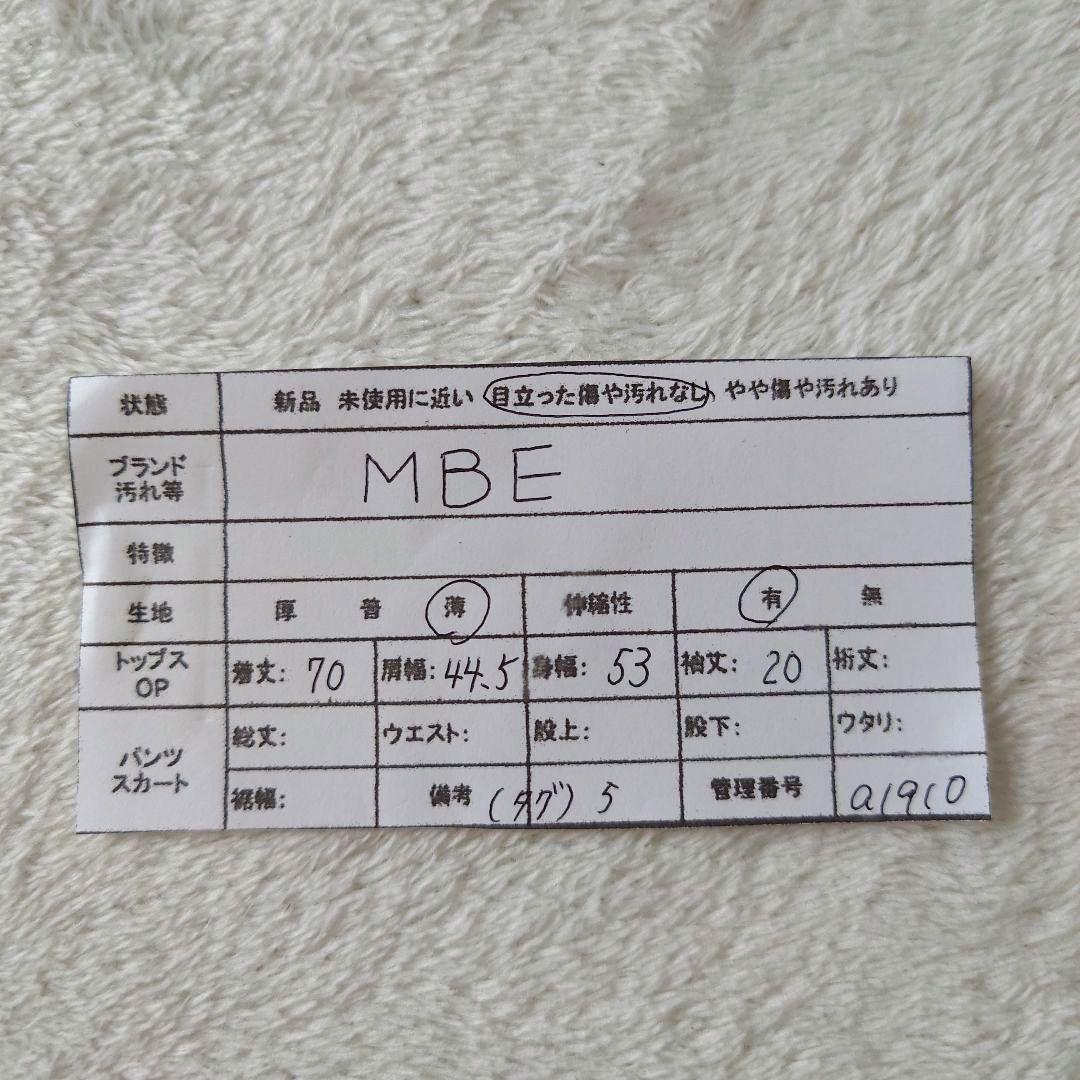 状態 新品 未使用に近い 目立った傷や汚れなし やや傷や汚れあり
ブランド
汚れ等
MBE
特徴
生地 厚 普 薄 伸縮性 有 無
トップス
OP
着丈: 70 肩幅: 44.5 身幅: 53 袖丈: 20 裄丈:
パンツ
スカート
総丈: ウエスト: 股上: 股下: ワタリ:
裾幅: 備考 (タグ) 5 管理番号 a1910